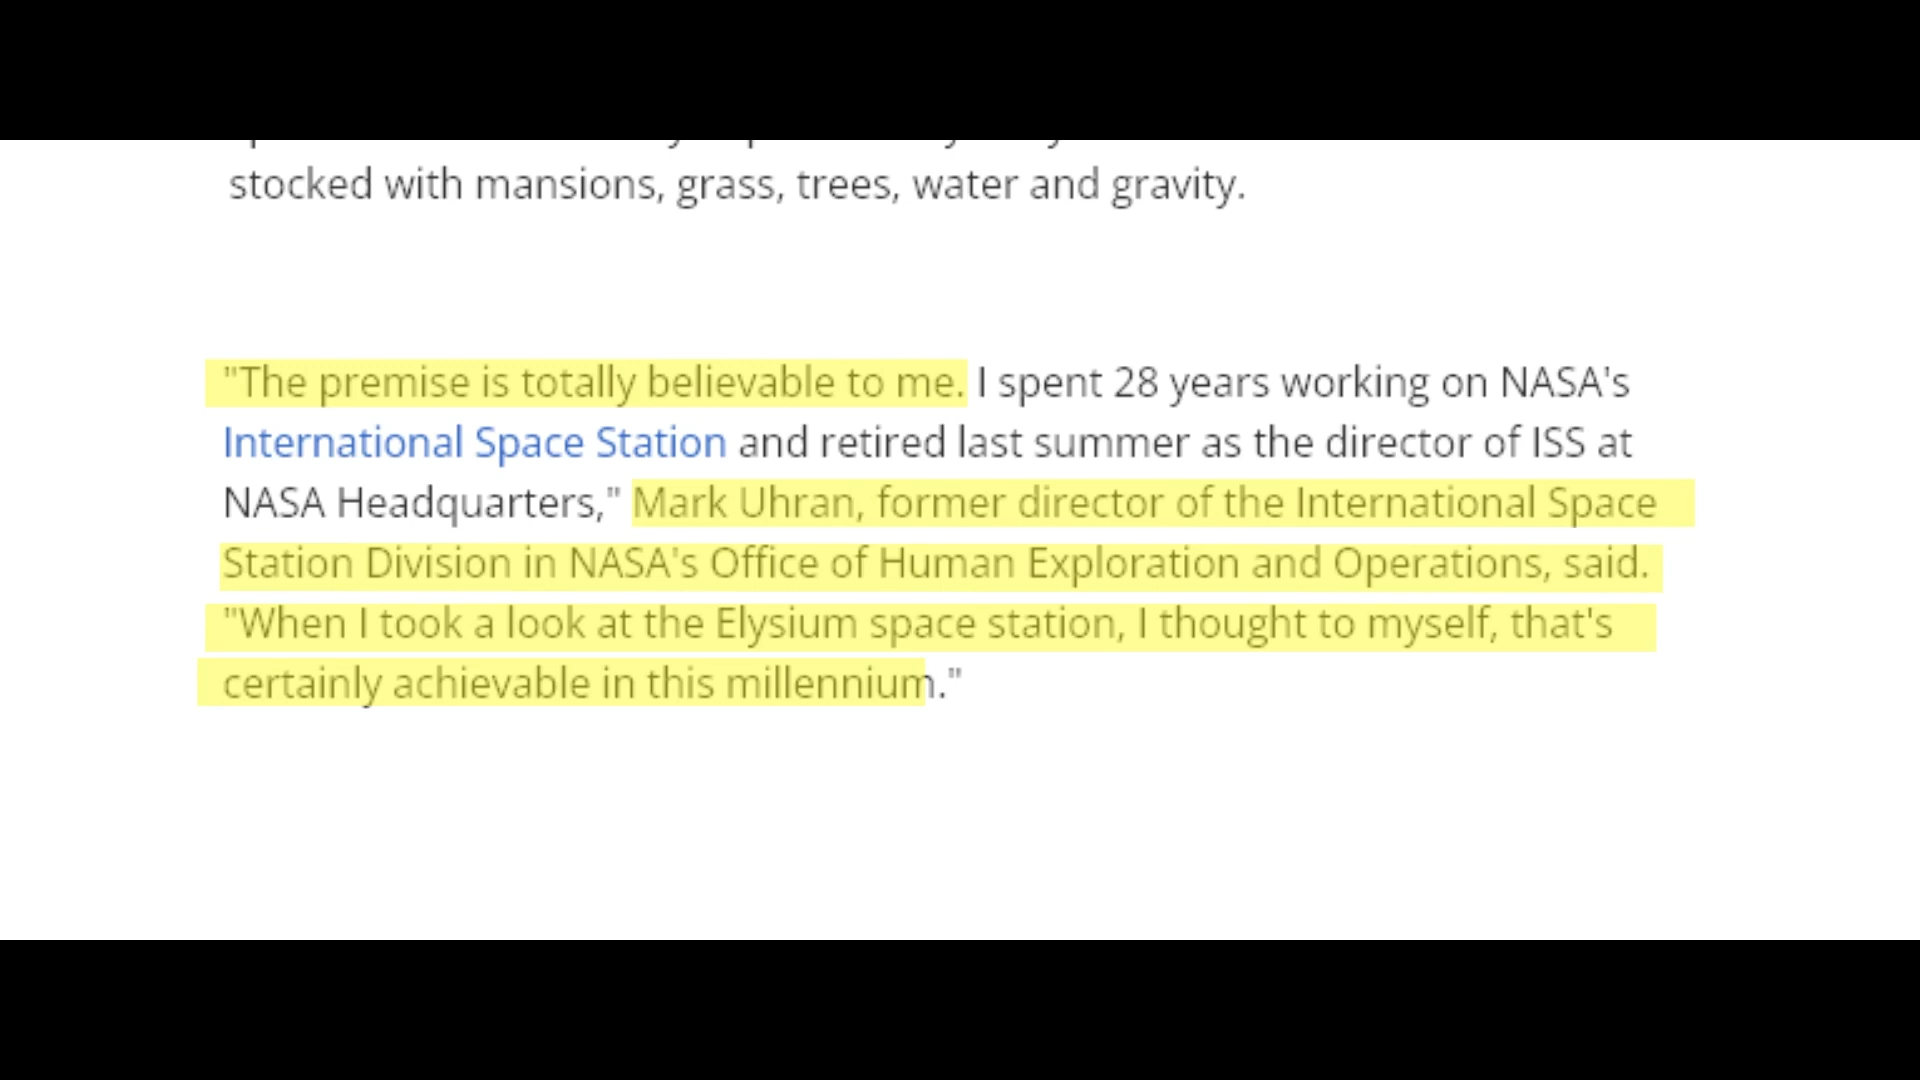 stocked with mansions, grass, trees, water and gravity.
"The premise is totally believable to me. I spent 28 years working on NASA's
International Space Station and retired last summer as the director of ISS at
NASA Headquarters," Mark Uhran, former director of the International Space
Station Division in NASA's Office of Human Exploration and Operations, said.
"When I took a look at the Elysium space station, I thought to myself, that's
certainly achievable in this millennium."